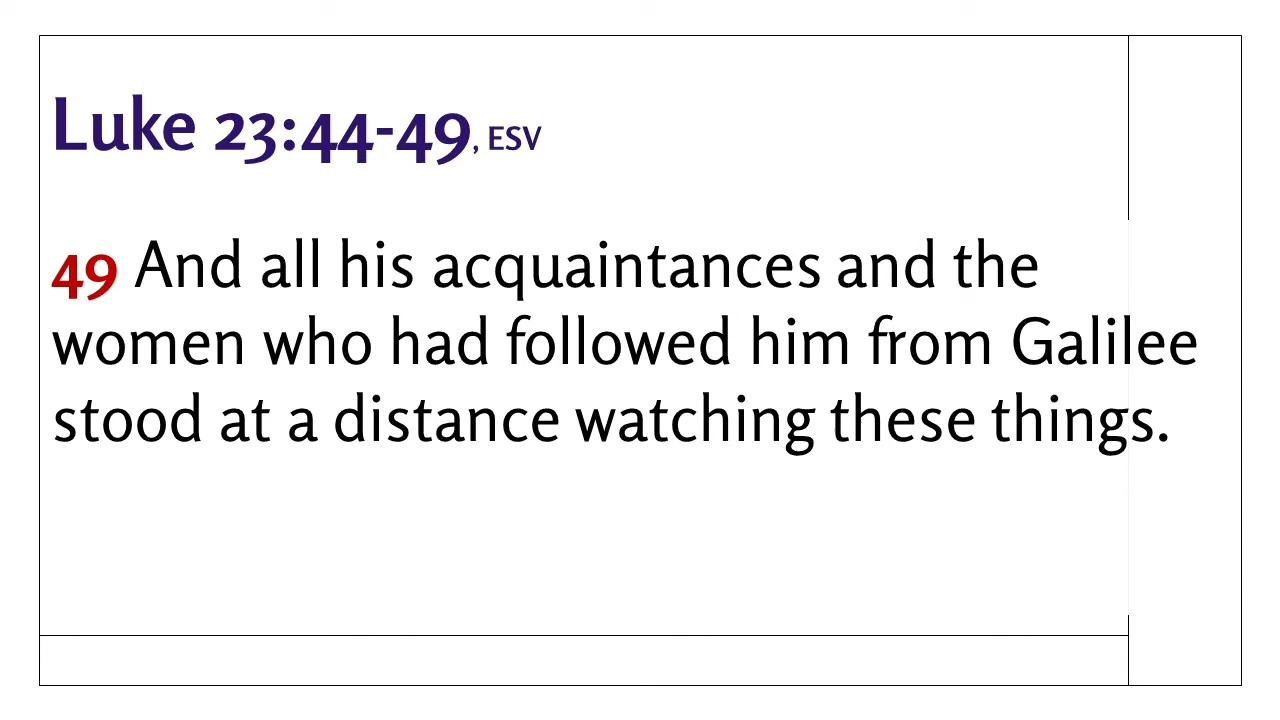 Luke 23:44-49, ESV
49 And all his acquaintances and the
women who had followed him from Galilee
stood at a distance watching these things.